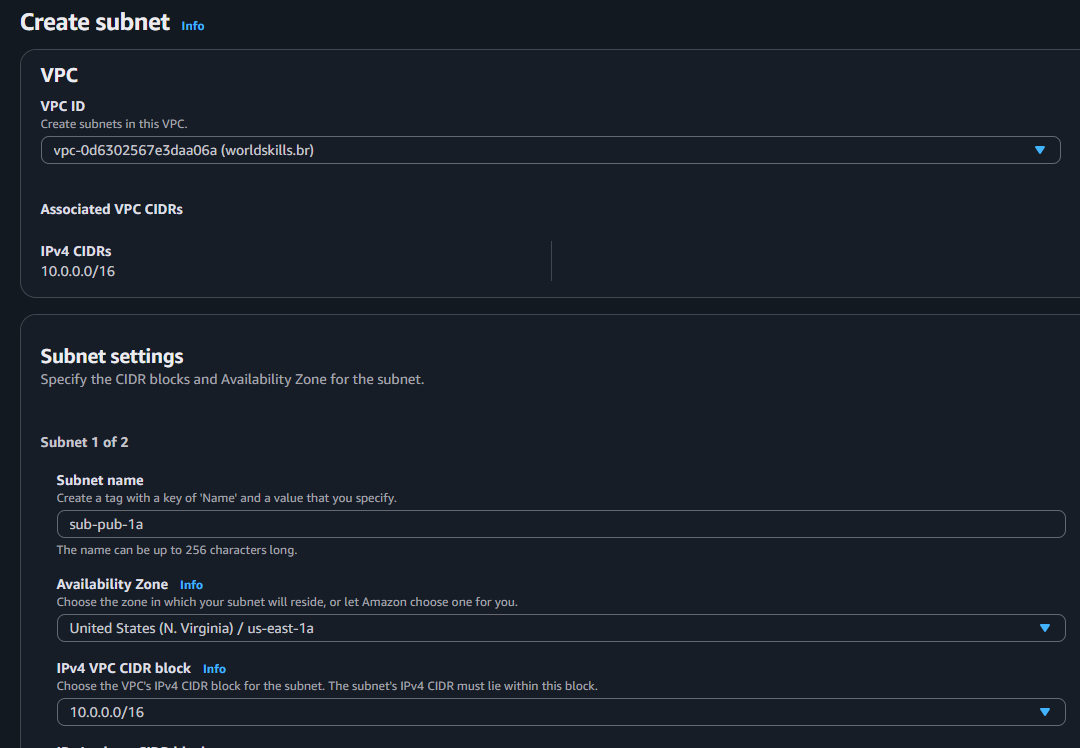 Create subnet Info
VPC
VPC ID
Create subnets in this VPC.
vpc-0d6302567e3daa06a (worldskills.br)
Associated VPC CIDRs
IPv4 CIDRs
10.0.0.0/16
Subnet settings
Specify the CIDR blocks and Availability Zone for the subnet.
Subnet 1 of 2
Subnet name
Create a tag with a key of 'Name' and a value that you specify.
sub-pub-1a
The name can be up to 256 characters long.
Availability Zone Info
Choose the zone in which your subnet will reside, or let Amazon choose one for you.
United States (N. Virginia) / us-east-1a
IPv4 VPC CIDR block Info
Choose the VPC's IPv4 CIDR block for the subnet. The subnet's IPv4 CIDR must lie within this block.
10.0.0.0/16